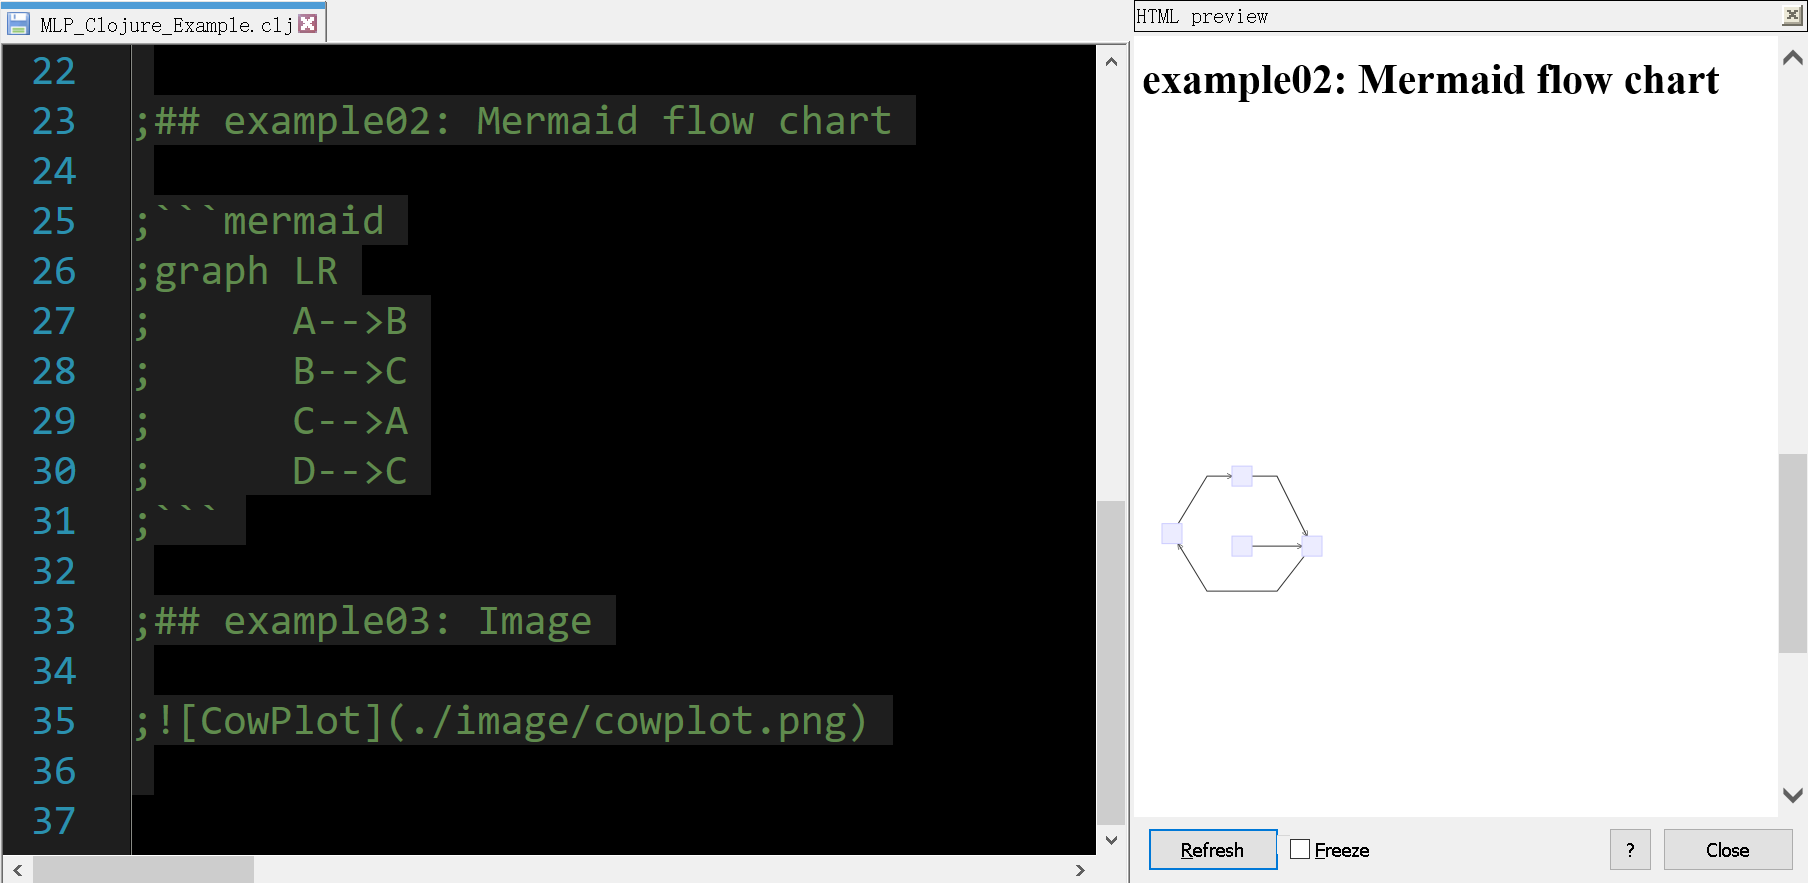 MLP_Clojure_Example.clj
22
23 ;## example02: Mermaid flow chart
24
25 ;```mermaid
26 ;graph LR
27 ;      A-->B
28 ;      B-->C
29 ;      C-->A
30 ;      D-->C
31 ;```
32
33 ;## example03: Image
34
35 ;![CowPlot](./image/cowplot.png)
36
37
HTML preview
example02: Mermaid flow chart
Refresh
Freeze
?
Close